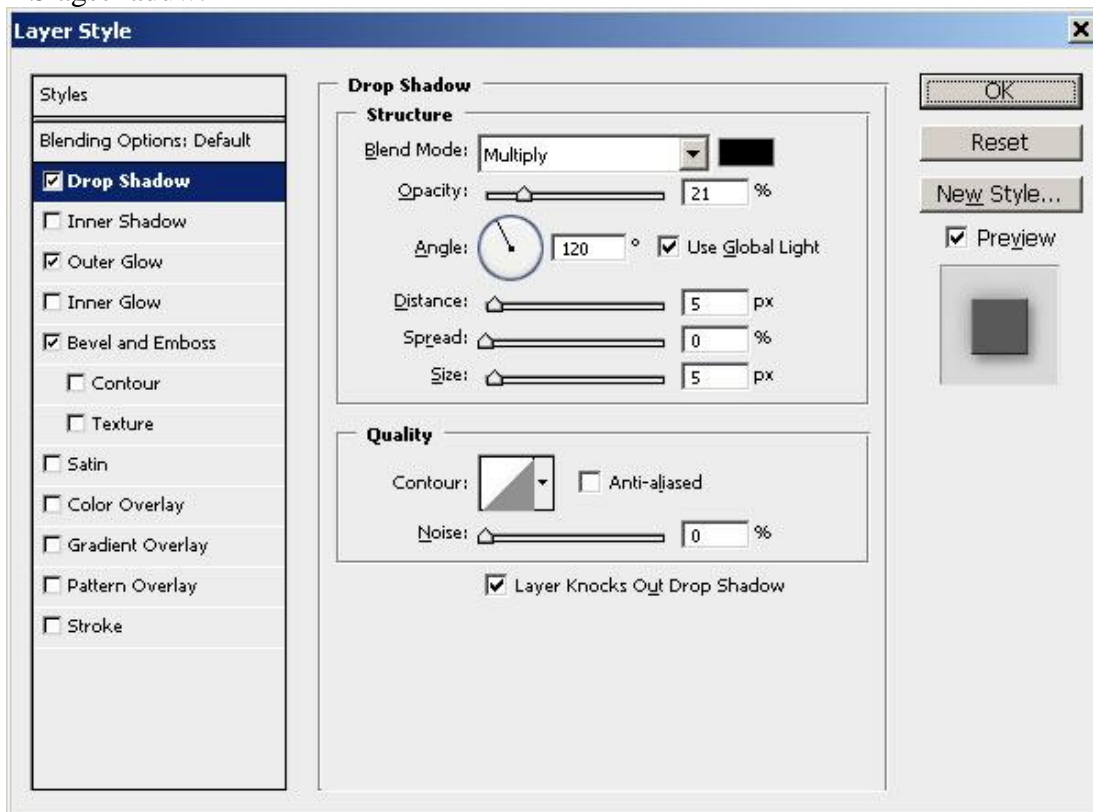 Layer Style
Styles
Blending Options: Default
Drop Shadow
Inner Shadow
Outer Glow
Inner Glow
Bevel and Emboss
Contour
Texture
Satin
Color Overlay
Gradient Overlay
Pattern Overlay
Stroke
Drop Shadow
Structure
Blend Mode: Multiply
Opacity: 21 %
Angle: 120 ° Use Global Light
Distance: 5 px
Spread: 0 %
Size: 5 px
Quality
Contour: Anti-aliased
Noise: 0 %
Layer Knocks Out Drop Shadow
OK
Reset
New Style...
Preview